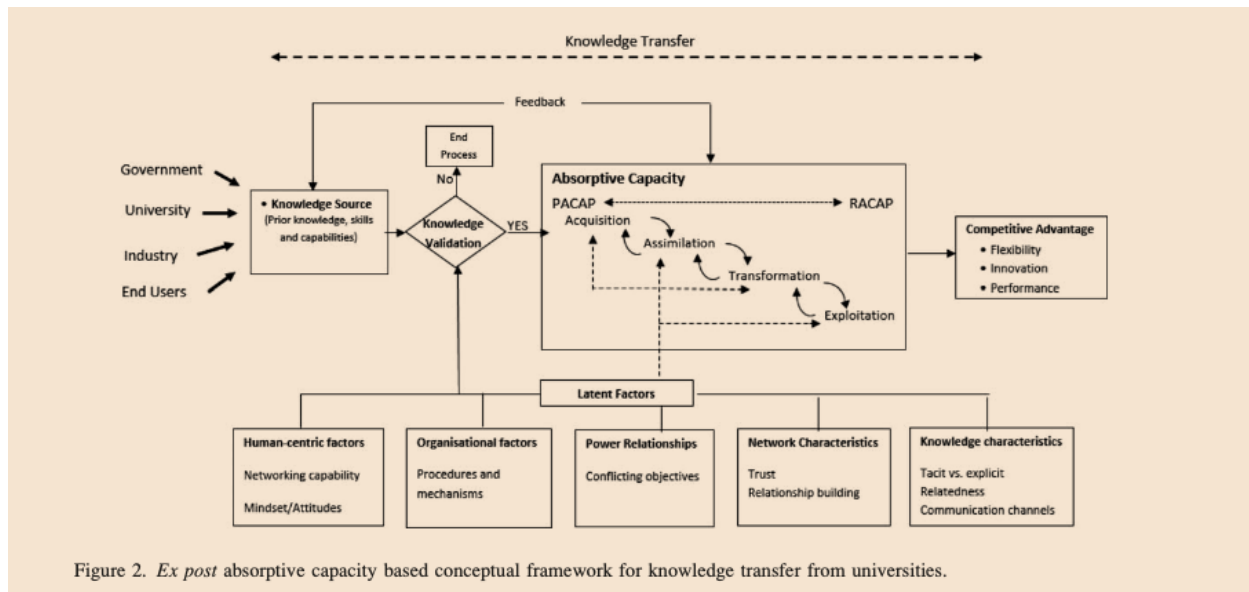 Knowledge Transfer
Feedback
End
Process
No
Government
University
Industry
End Users
• Knowledge Source
(Prior knowledge, skills
and capabilities)
Knowledge
Validation
YES
Absorptive Capacity
PACAP
RACAP
Acquisition
Assimilation
Transformation
Exploitation
Competitive Advantage
• Flexibility
• Innovation
• Performance
Latent Factors
Human-centric factors
Networking capability
Mindset/Attitudes
Organisational factors
Procedures and
mechanisms
Power Relationships
Conflicting objectives
Network Characteristics
Trust
Relationship building
Knowledge characteristics
Tacit vs. explicit
Relatedness
Communication channels
Figure 2. Ex post absorptive capacity based conceptual framework for knowledge transfer from universities.